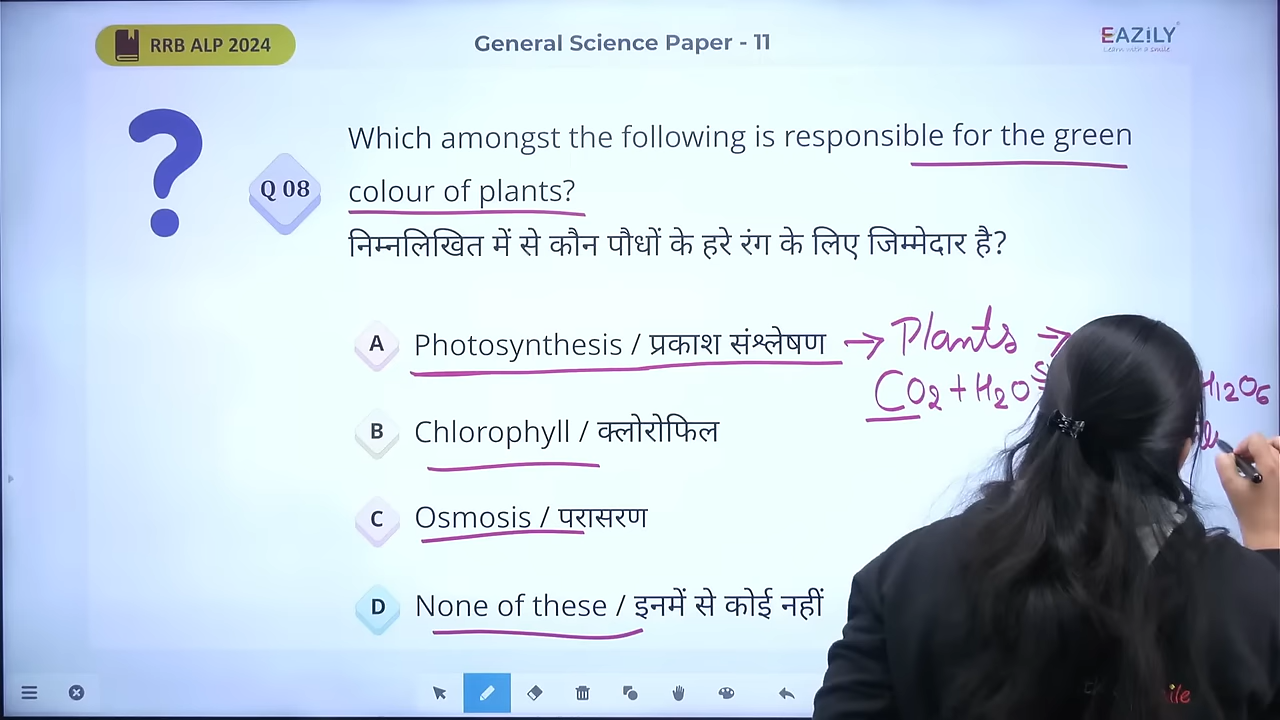 RRB ALP 2024
General Science Paper - 11
EAZILY
Learn with a smile
Which amongst the following is responsible for the green
Q 08
colour of plants?
निम्नलिखित में से कौन पौधों के हरे रंग के लिए जिम्मेदार है?
A Photosynthesis / प्रकाश संश्लेषण → Plants →
CO2 + H2O H12O6
B Chlorophyll / क्लोरोफिल
C Osmosis / परासरण
D None of these / इनमें से कोई नहीं